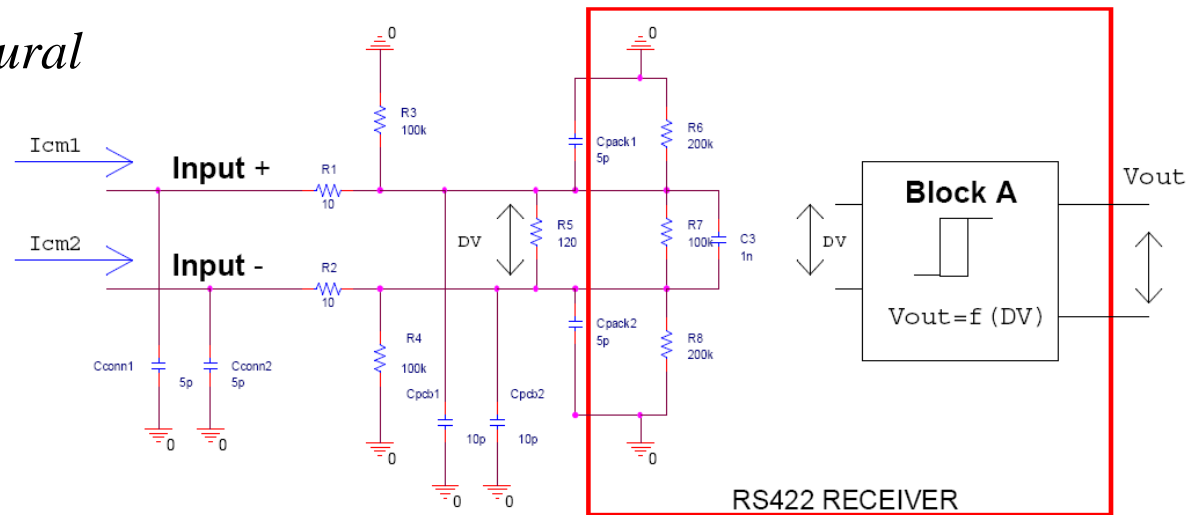 ural
0
0
R3
100k
Cpack1
5p
R6
200k
Icm1
Input +
R1
10
Block A
Vout
DV
R5
120
R7
100k
C3
1n
DV
Icm2
Input -
R2
10
Vout=f(DV)
R4
100k
Cpack2
5p
R8
200k
Cconn1
5p
Cconn2
5p
Cpcb1
10p
Cpcb2
10p
0
0
0
0
0
0
RS422 RECEIVER